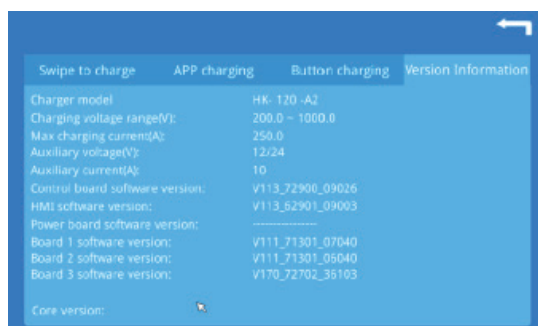 Swipe to charge APP charging Button charging Version Information
Charger model HK- 120 -A2
Charging voltage range(V): 200.0 ~ 1000.0
Max charging current(A): 250.0
Auxiliary voltage(V): 12/24
Auxiliary current(A): 10
Control board software version: V113_72900_09026
HMI software version: V113_62901_09003
Power board software version: ----------------
Board 1 software version: V111_71301_07040
Board 2 software version: V111_71301_06040
Board 3 software version: V170_72702_36103
Core version: